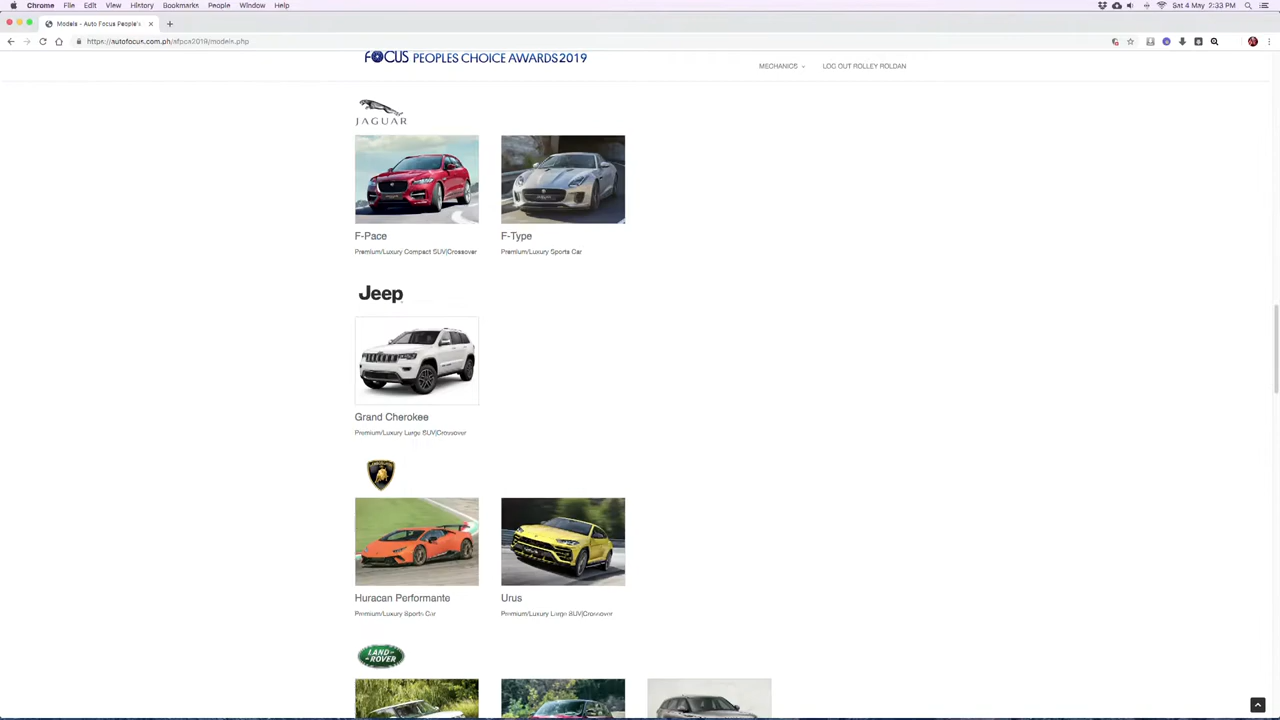 Chrome File Edit View History Bookmarks People Window Help Sat 4 May 2:33 PM
Models - Auto Focus People's
https://autofocus.com.ph/afpca2019/models.php
FOCUS PEOPLES CHOICE AWARDS 2019
MECHANICS LOG OUT ROLLEY ROLDAN
JAGUAR
F-Pace F-Type
Premium/Luxury Compact SUV|Crossover Premium/Luxury Sports Car
Jeep
Grand Cherokee
Premium/Luxury Large SUV|Crossover
Huracan Performante Urus
Premium/Luxury Sports Car Premium/Luxury Large SUV|Crossover
LAND
ROVER